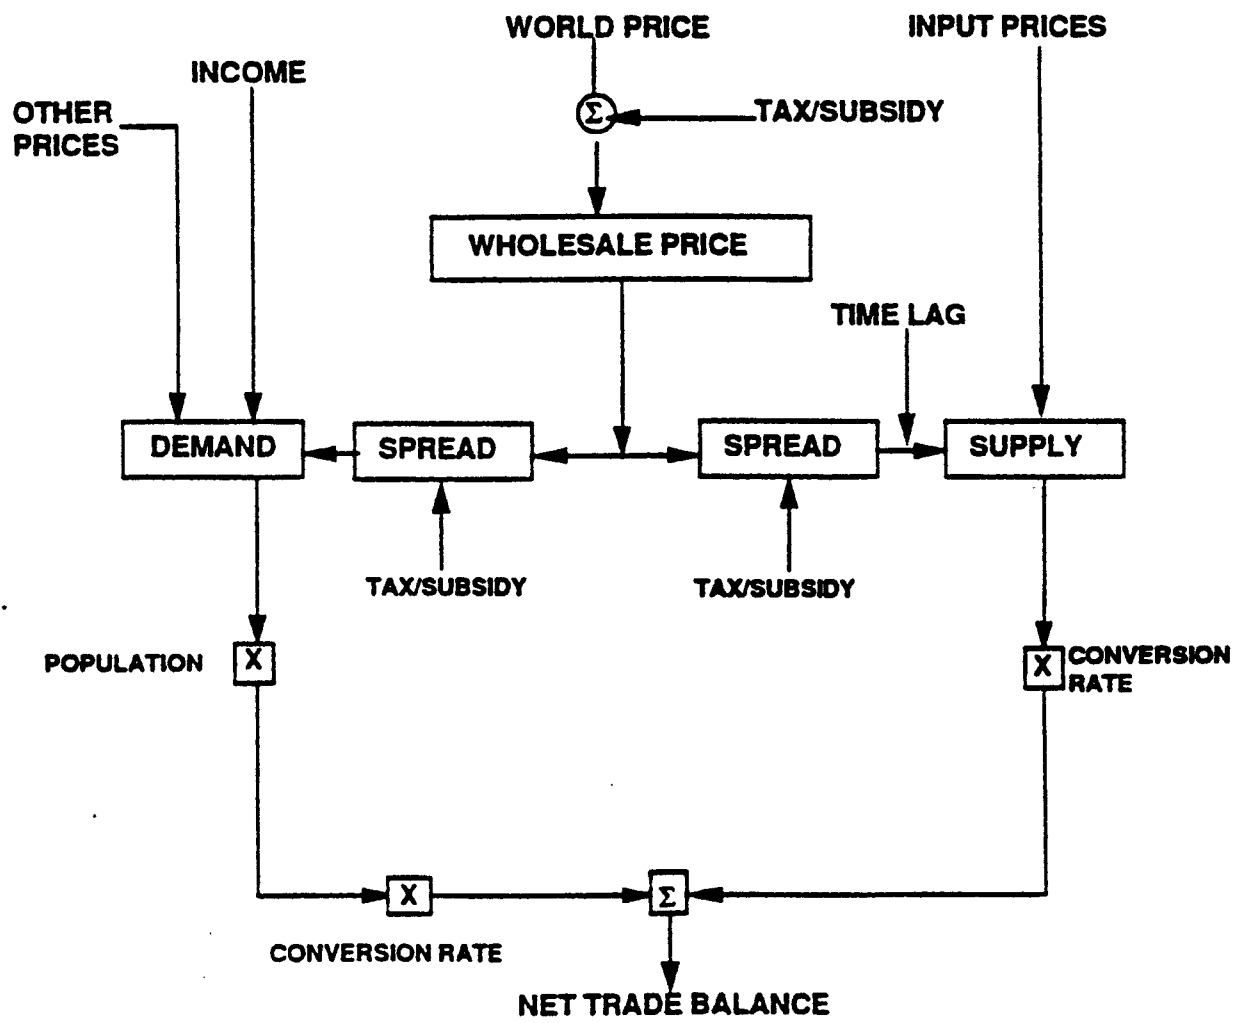 WORLD PRICE
INPUT PRICES
INCOME
OTHER
PRICES
Σ
TAX/SUBSIDY
WHOLESALE PRICE
TIME LAG
DEMAND
SPREAD
SPREAD
SUPPLY
TAX/SUBSIDY
TAX/SUBSIDY
POPULATION
X
X
CONVERSION
RATE
X
Σ
CONVERSION RATE
NET TRADE BALANCE